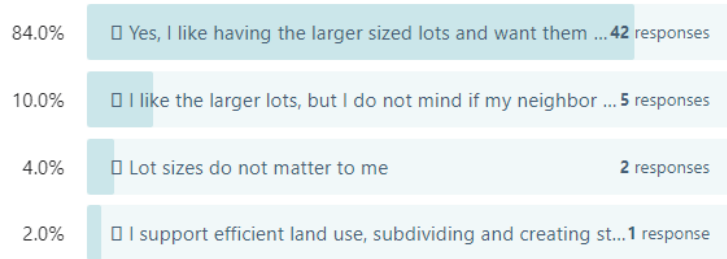 84.0% ▯ Yes, I like having the larger sized lots and want them ... 42 responses
10.0% ▯ I like the larger lots, but I do not mind if my neighbor ... 5 responses
4.0% ▯ Lot sizes do not matter to me 2 responses
2.0% ▯ I support efficient land use, subdividing and creating st... 1 response